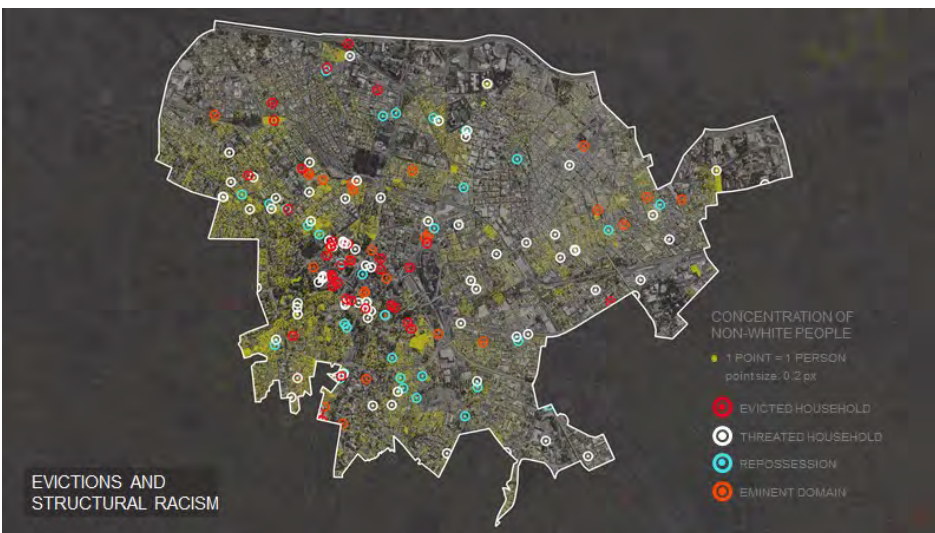 CONCENTRATION OF
NON-WHITE PEOPLE
1 POINT = 1 PERSON
point size: 0.2 px
EVICTED HOUSEHOLD
THREATED HOUSEHOLD
REPOSSESSION
EMINENT DOMAIN
EVICTIONS AND
STRUCTURAL RACISM